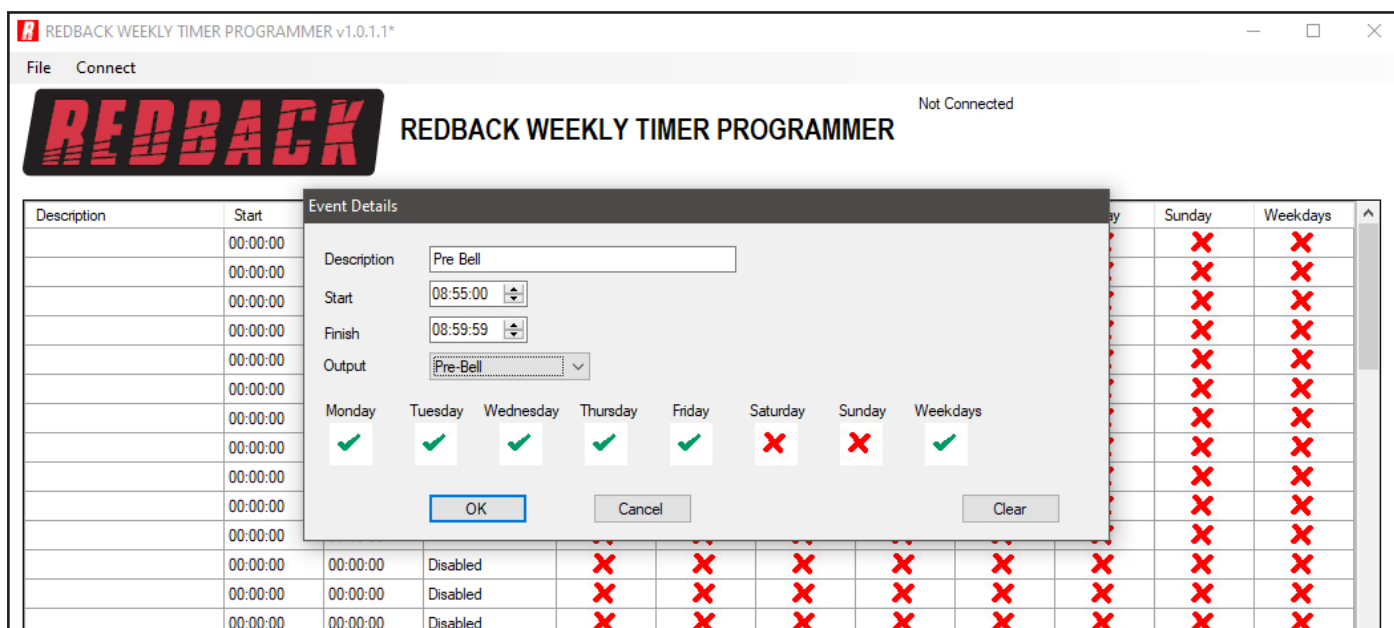 REDBACK WEEKLY TIMER PROGRAMMER v1.0.1.1*
File Connect
REDBACK
REDBACK WEEKLY TIMER PROGRAMMER
Not Connected
Description Start Sunday Weekdays
00:00:00
00:00:00
00:00:00
00:00:00
00:00:00
00:00:00
00:00:00
00:00:00
00:00:00
00:00:00
00:00:00
Event Details
Description Pre Bell
Start 08:55:00
Finish 08:59:59
Output Pre-Bell
Monday Tuesday Wednesday Thursday Friday Saturday Sunday Weekdays
OK Cancel Clear
00:00:00 00:00:00 Disabled
00:00:00 00:00:00 Disabled
00:00:00 00:00:00 Disabled